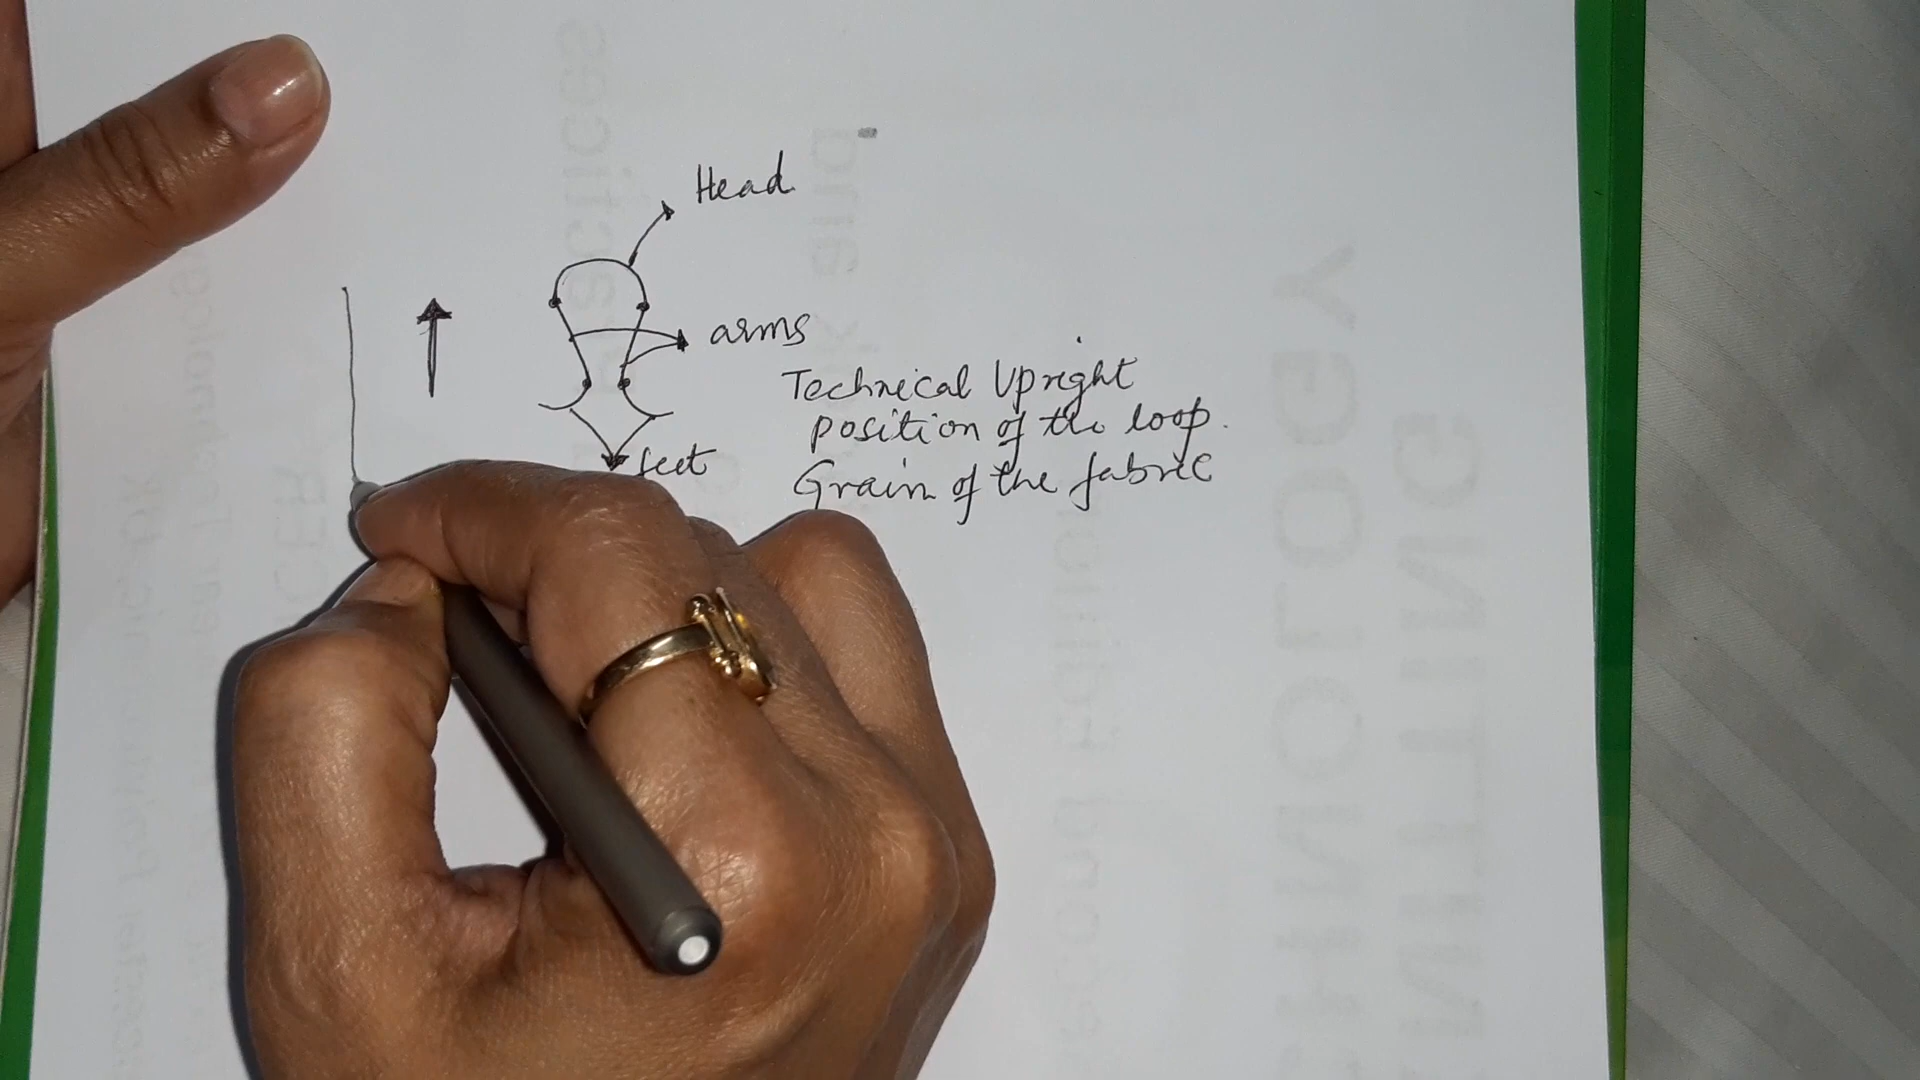 Head
arms
Technical Upright
position of the loop.
feet
Grain of the fabric